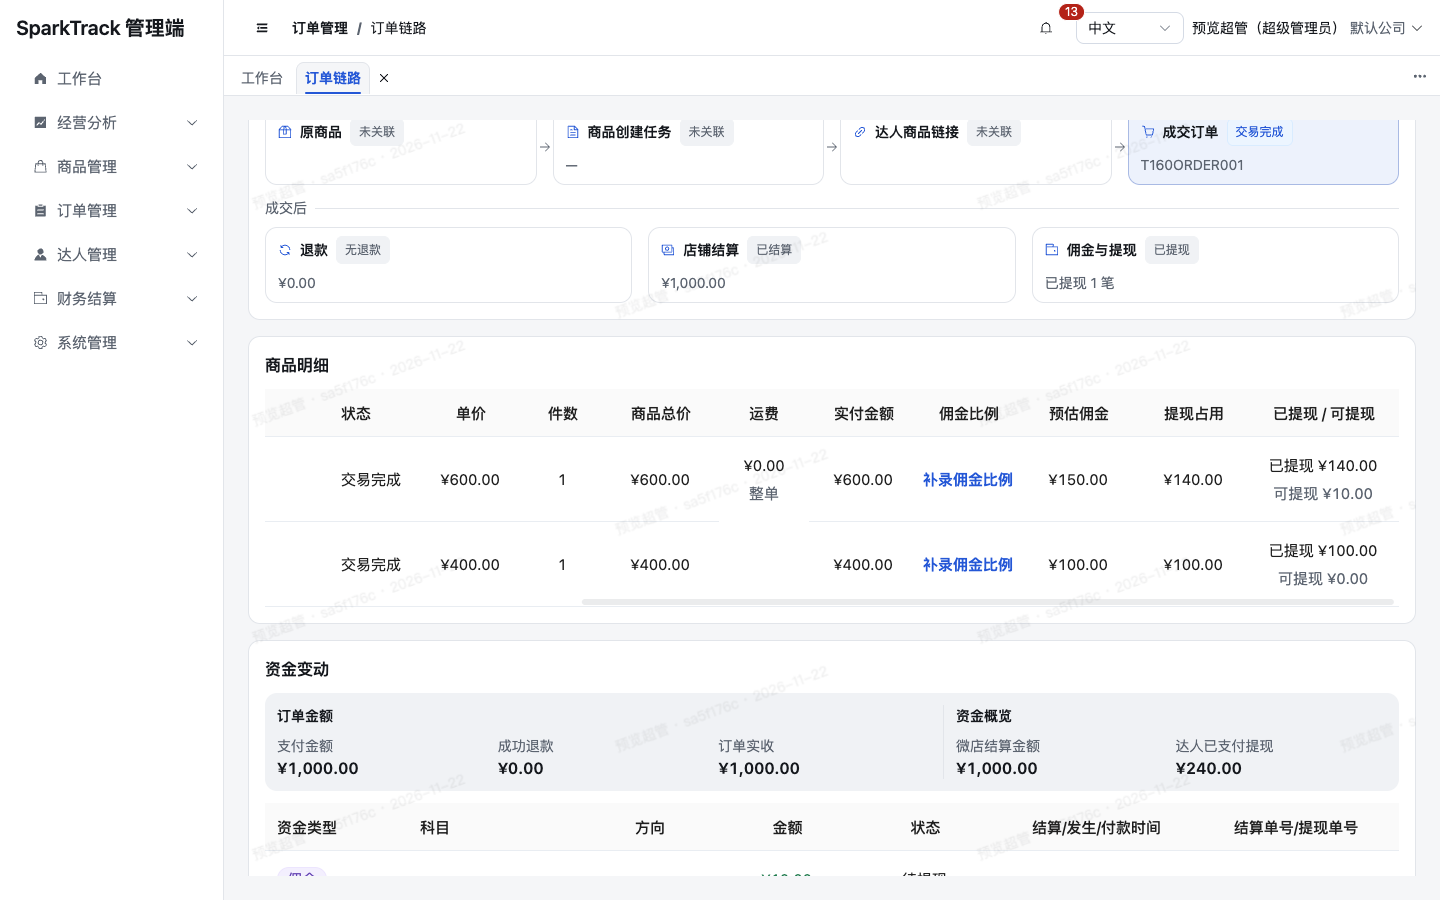 SparkTrack 管理端
订单管理 / 订单链路
13
中文
预览超管（超级管理员）
默认公司
工作台
经营分析
商品管理
订单管理
达人管理
财务结算
系统管理
工作台
订单链路
原商品 未关联
商品创建任务 未关联
—
达人商品链接 未关联
成交订单 交易完成
T160ORDER001
成交后
退款 无退款
¥0.00
店铺结算 已结算
¥1,000.00
佣金与提现 已提现
已提现 1 笔
商品明细
状态 单价 件数 商品总价 运费 实付金额 佣金比例 预估佣金 提现占用 已提现 / 可提现
交易完成 ¥600.00 1 ¥600.00 ¥0.00 整单 ¥600.00 补录佣金比例 ¥150.00 ¥140.00 已提现 ¥140.00
可提现 ¥10.00
交易完成 ¥400.00 1 ¥400.00 ¥400.00 补录佣金比例 ¥100.00 ¥100.00 已提现 ¥100.00
可提现 ¥0.00
资金变动
订单金额
支付金额 成功退款 订单实收
¥1,000.00 ¥0.00 ¥1,000.00
资金概览
微店结算金额 达人已支付提现
¥1,000.00 ¥240.00
资金类型 科目 方向 金额 状态 结算/发生/付款时间 结算单号/提现单号
预览超管 · sa5f176c · 2026-11-22